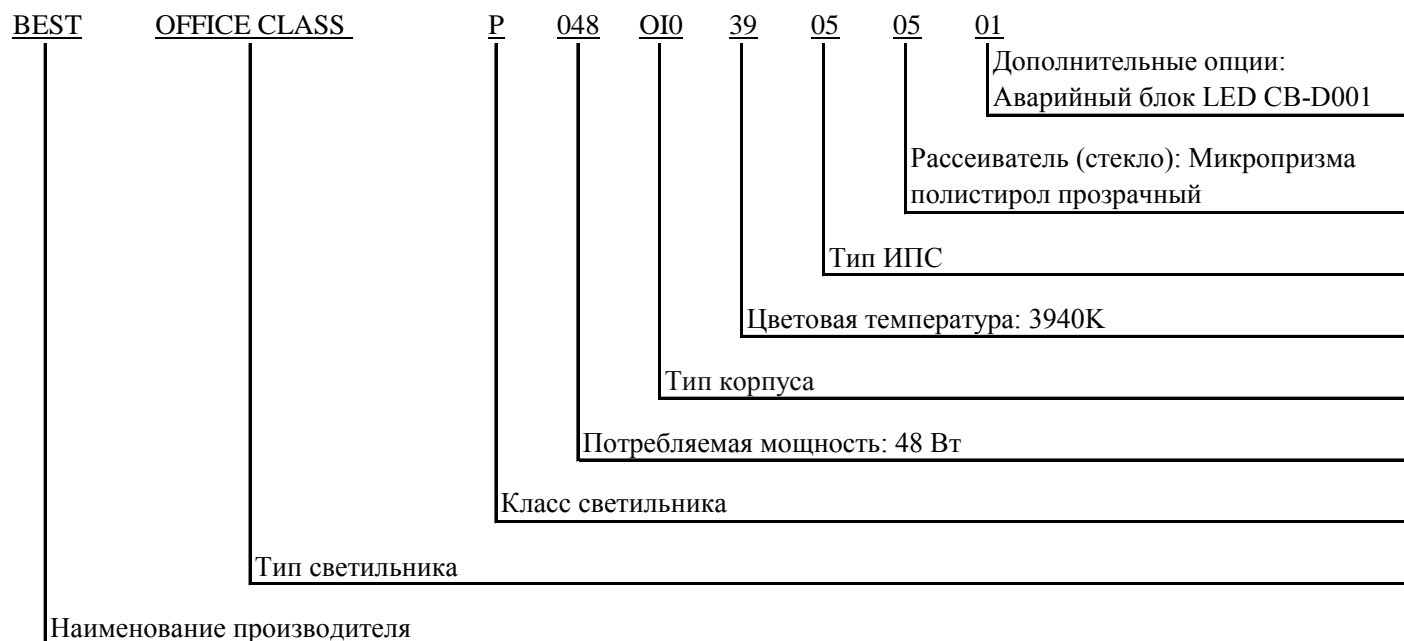 BEST OFFICE CLASS P 048 OI0 39 05 05 01
Дополнительные опции:
Аварийный блок LED CB-D001
Рассеиватель (стекло): Микропризма
полистирол прозрачный
Тип ИПС
Цветовая температура: 3940K
Тип корпуса
Потребляемая мощность: 48 Вт
Класс светильника
Тип светильника
Наименование производителя